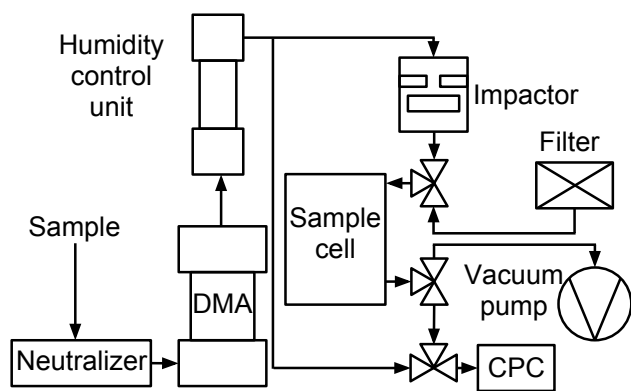 Humidity
control
unit
Impactor
Filter
Sample
Sample
cell
DMA
Vacuum
pump
Neutralizer
CPC